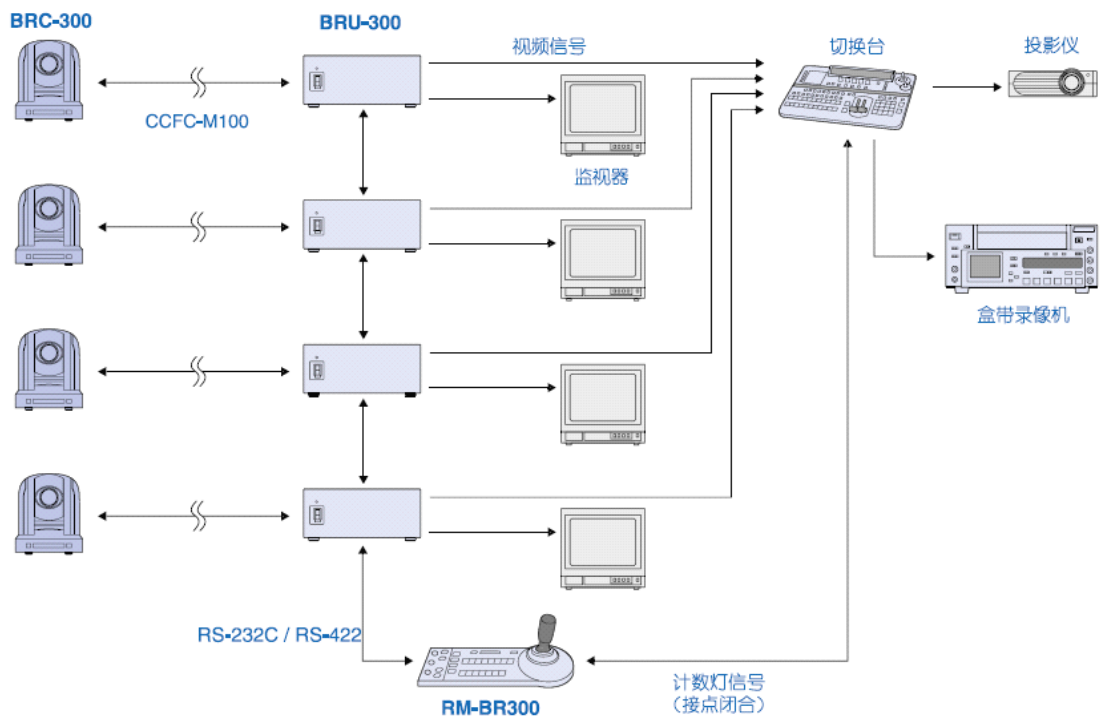 BRC-300
BRU-300
视频信号
切换台
投影仪
CCFC-M100
监视器
盒带录像机
RS-232C / RS-422
RM-BR300
计数灯信号
（接点闭合）